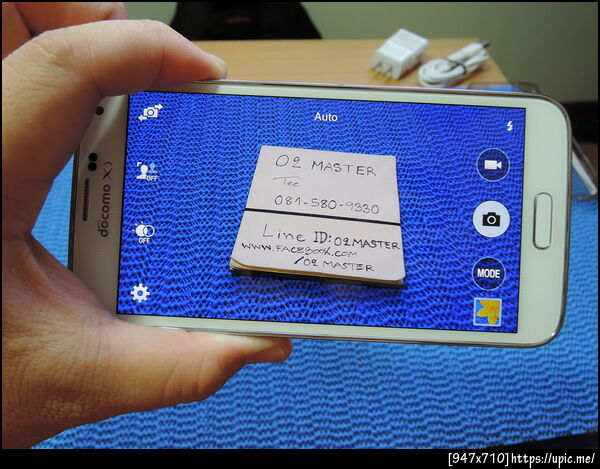 Auto
OFF
OFF
MODE
döcomo
O2 MASTER
Tee
081-580-9330
Line ID:O2MASTER
WWW.FACEBOOK.COM
/O2 MASTER
[947x710]https://upic.me/